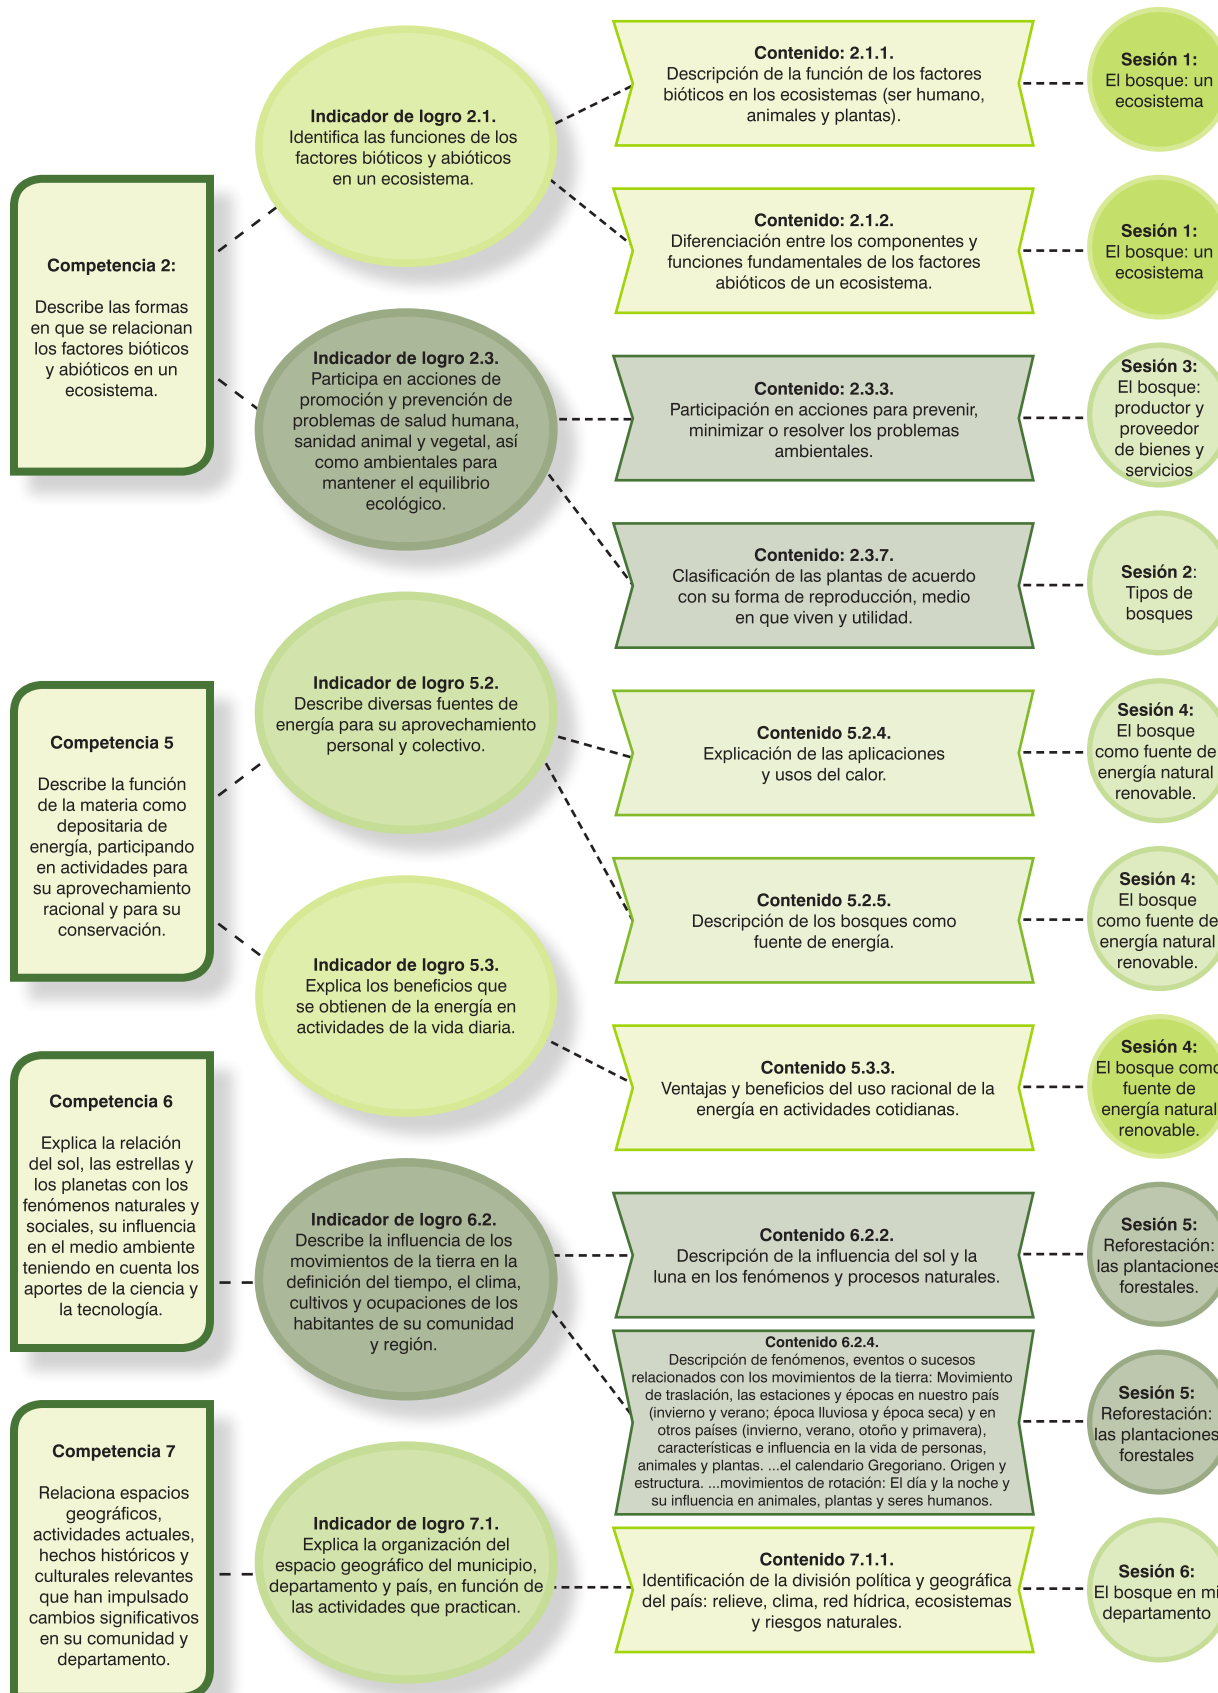 Competencia 2:
Describe las formas
en que se relacionan
los factores bióticos
y abióticos en un
ecosistema.
Indicador de logro 2.1.
Identifica las funciones de los
factores bióticos y abióticos
en un ecosistema.
Contenido: 2.1.1.
Descripción de la función de los factores
bióticos en los ecosistemas (ser humano,
animales y plantas).
Sesión 1:
El bosque: un
ecosistema
Contenido: 2.1.2.
Diferenciación entre los componentes y
funciones fundamentales de los factores
abióticos de un ecosistema.
Sesión 1:
El bosque: un
ecosistema
Indicador de logro 2.3.
Participa en acciones de
promoción y prevención de
problemas de salud humana,
sanidad animal y vegetal, así
como ambientales para
mantener el equilibrio
ecológico.
Contenido: 2.3.3.
Participación en acciones para prevenir,
minimizar o resolver los problemas
ambientales.
Sesión 3:
El bosque:
productor y
proveedor
de bienes y
servicios
Contenido: 2.3.7.
Clasificación de las plantas de acuerdo
con su forma de reproducción, medio
en que viven y utilidad.
Sesión 2:
Tipos de
bosques
Competencia 5
Describe la función
de la materia como
depositaria de
energía, participando
en actividades para
su aprovechamiento
racional y para su
conservación.
Indicador de logro 5.2.
Describe diversas fuentes de
energía para su aprovechamiento
personal y colectivo.
Contenido 5.2.4.
Explicación de las aplicaciones
y usos del calor.
Sesión 4:
El bosque
como fuente de
energía natural
renovable.
Contenido 5.2.5.
Descripción de los bosques como
fuente de energía.
Sesión 4:
El bosque
como fuente de
energía natural
renovable.
Indicador de logro 5.3.
Explica los beneficios que
se obtienen de la energía en
actividades de la vida diaria.
Contenido 5.3.3.
Ventajas y beneficios del uso racional de la
energía en actividades cotidianas.
Sesión 4:
El bosque como
fuente de
energía natural
renovable.
Competencia 6
Explica la relación
del sol, las estrellas y
los planetas con los
fenómenos naturales y
sociales, su influencia
en el medio ambiente
teniendo en cuenta los
aportes de la ciencia y
la tecnología.
Indicador de logro 6.2.
Describe la influencia de los
movimientos de la tierra en la
definición del tiempo, el clima,
cultivos y ocupaciones de los
habitantes de su comunidad
y región.
Contenido 6.2.2.
Descripción de la influencia del sol y la
luna en los fenómenos y procesos naturales.
Sesión 5:
Reforestación:
las plantaciones
forestales.
Contenido 6.2.4.
Descripción de fenómenos, eventos o sucesos
relacionados con los movimientos de la tierra: Movimiento
de traslación, las estaciones y épocas en nuestro país
(invierno y verano; época lluviosa y época seca) y en
otros países (invierno, verano, otoño y primavera),
características e influencia en la vida de personas,
animales y plantas. ...el calendario Gregoriano. Origen y
estructura. ...movimientos de rotación: El día y la noche y
su influencia en animales, plantas y seres humanos.
Sesión 5:
Reforestación:
las plantaciones
forestales
Competencia 7
Relaciona espacios
geográficos,
actividades actuales,
hechos históricos y
culturales relevantes
que han impulsado
cambios significativos
en su comunidad y
departamento.
Indicador de logro 7.1.
Explica la organización del
espacio geográfico del municipio,
departamento y país, en función de
las actividades que practican.
Contenido 7.1.1.
Identificación de la división política y geográfica
del país: relieve, clima, red hídrica, ecosistemas
y riesgos naturales.
Sesión 6:
El bosque en mi
departamento